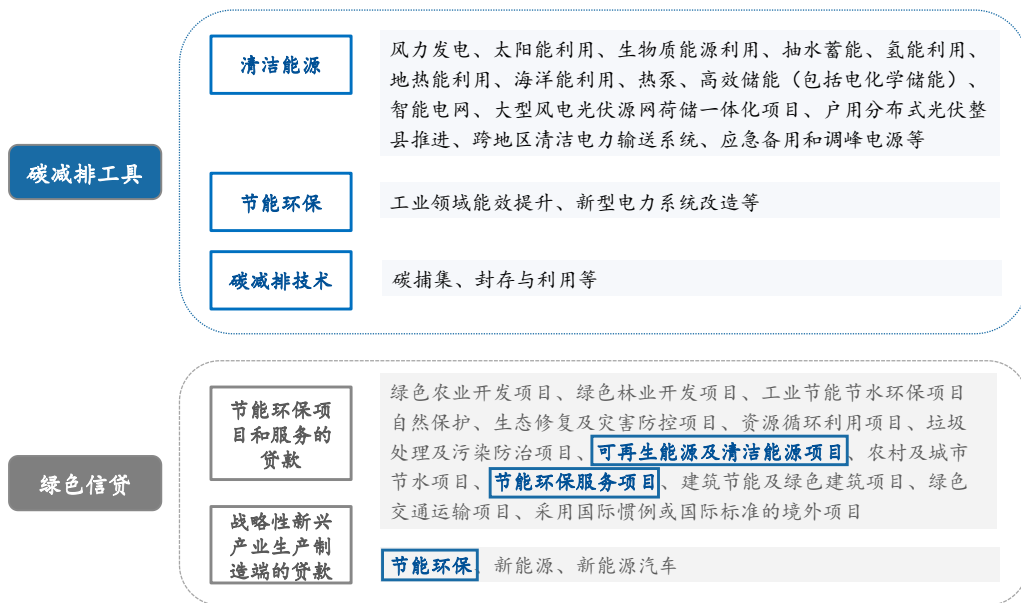 碳减排工具
清洁能源
风力发电、太阳能利用、生物质能源利用、抽水蓄能、氢能利用、
地热能利用、海洋能利用、热泵、高效储能（包括电化学储能）、
智能电网、大型风电光伏源网荷储一体化项目、户用分布式光伏整
县推进、跨地区清洁电力输送系统、应急备用和调峰电源等
节能环保
工业领域能效提升、新型电力系统改造等
碳减排技术
碳捕集、封存与利用等
绿色信贷
节能环保项
目和服务的
贷款
绿色农业开发项目、绿色林业开发项目、工业节能节水环保项目
自然保护、生态修复及灾害防控项目、资源循环利用项目、垃圾
处理及污染防治项目、可再生能源及清洁能源项目、农村及城市
节水项目、节能环保服务项目、建筑节能及绿色建筑项目、绿色
交通运输项目、采用国际惯例或国际标准的境外项目
战略性新兴
产业生产制
造端的贷款
节能环保、新能源、新能源汽车